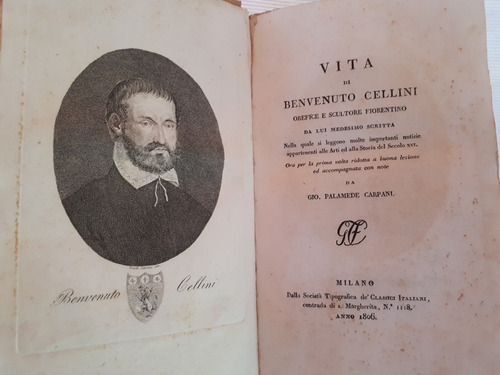 Benvenuto Cellini
VITA
DI
BENVENUTO CELLINI
OREFICE E SCULTORE FIORENTINO
DA LUI MEDESIMO SCRITTA
Nella quale si leggono molte importanti notizie
appartenenti alle Arti ed alla Storia del Secolo XVI.
Ora per la prima volta ridotta a buona lezione
ed accompagnata con note
DA
GIO. PALAMEDE CARPANI.
MILANO
Dalla Società Tipografica de' CLASSICI ITALIANI,
contrada di s. Margherita, N.° 1118.
ANNO 1806.